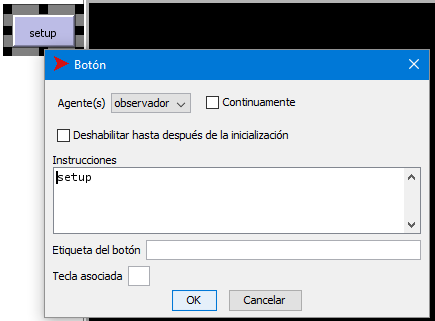 setup
Botón
Agente(s) observador Continuamente
Deshabilitar hasta después de la inicialización
Instrucciones
setup
Etiqueta del botón
Tecla asociada
OK Cancelar